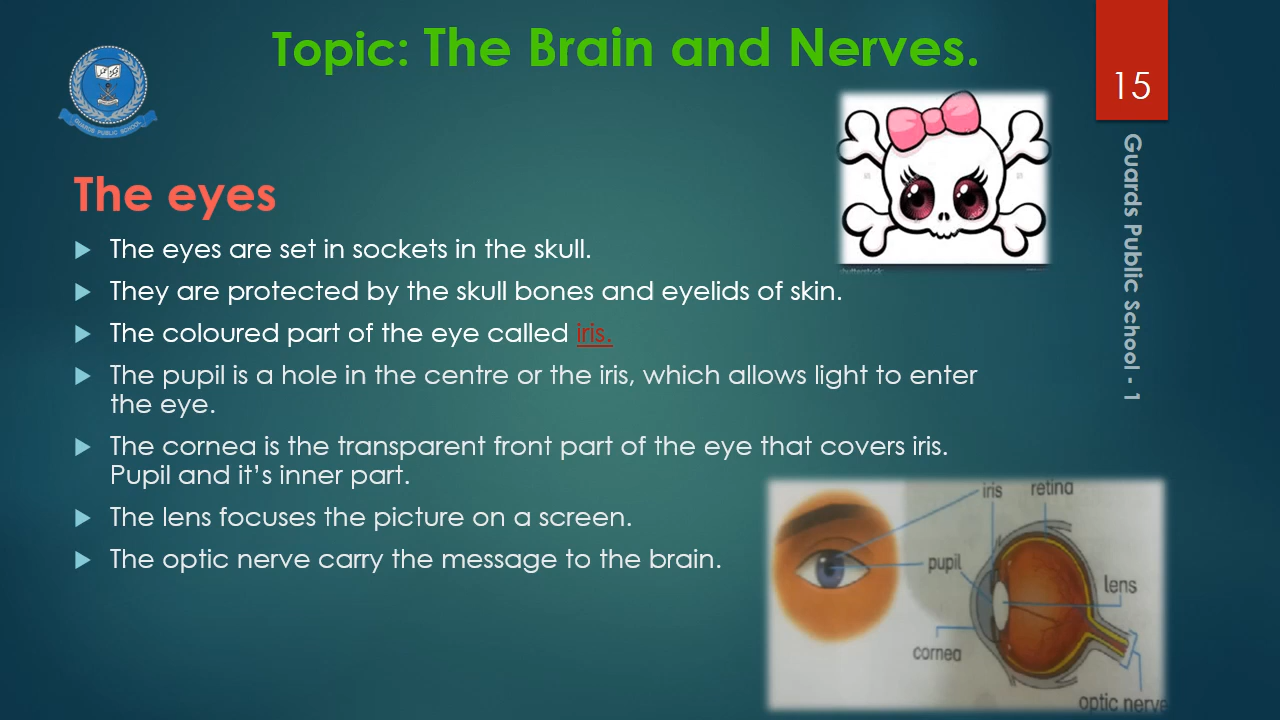 Topic: The Brain and Nerves.
15
GUARDS PUBLIC SCHOOL
Guards Public School - 1
The eyes
The eyes are set in sockets in the skull.
They are protected by the skull bones and eyelids of skin.
The coloured part of the eye called iris.
The pupil is a hole in the centre or the iris, which allows light to enter
the eye.
The cornea is the transparent front part of the eye that covers iris.
Pupil and it’s inner part.
The lens focuses the picture on a screen.
The optic nerve carry the message to the brain.
iris
retina
pupil
lens
cornea
optic nerve